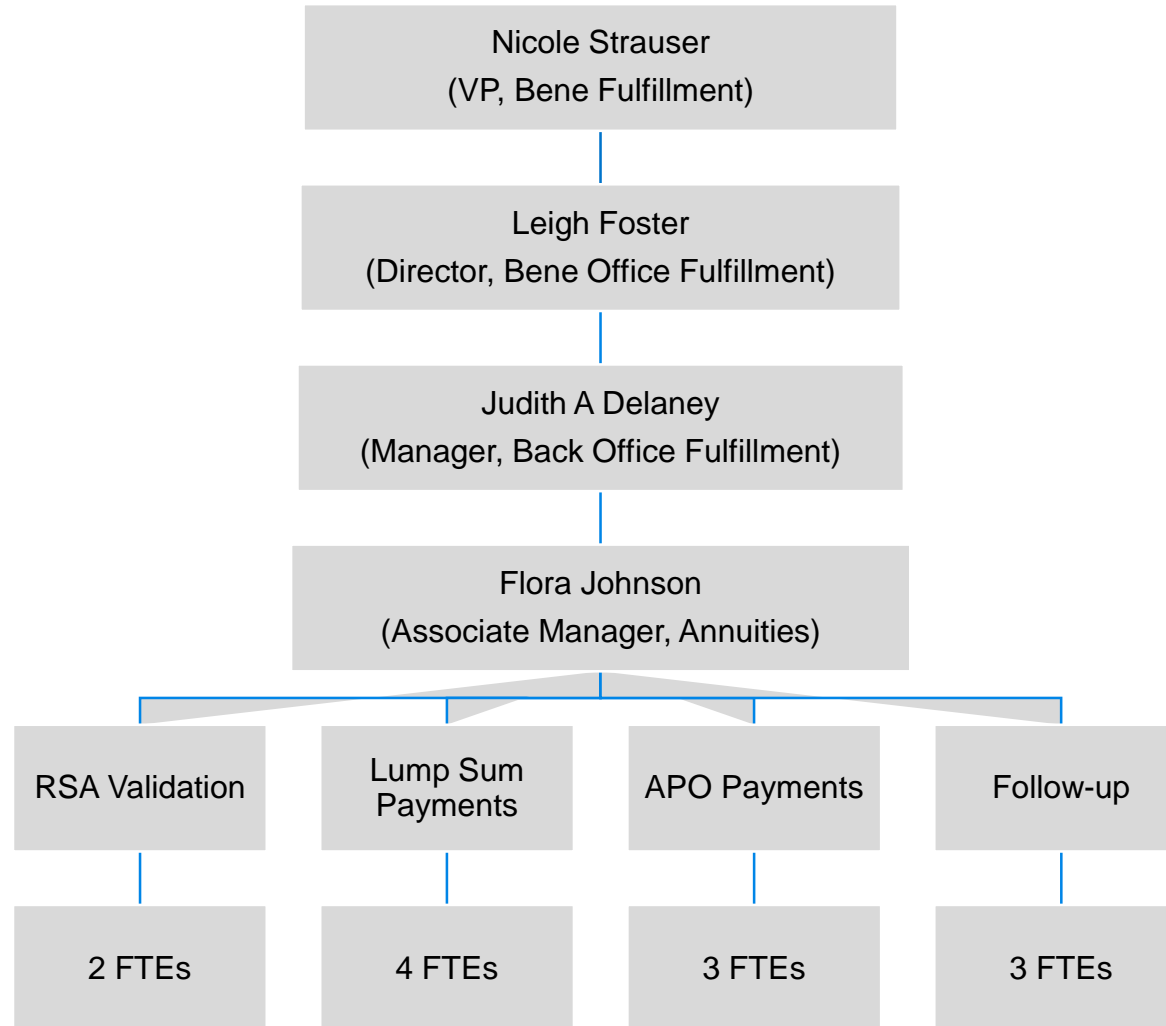 Nicole Strauser
(VP, Bene Fulfillment)
Leigh Foster
(Director, Bene Office Fulfillment)
Judith A Delaney
(Manager, Back Office Fulfillment)
Flora Johnson
(Associate Manager, Annuities)
RSA Validation
Lump Sum
Payments
APO Payments
Follow-up
2 FTEs
4 FTEs
3 FTEs
3 FTEs